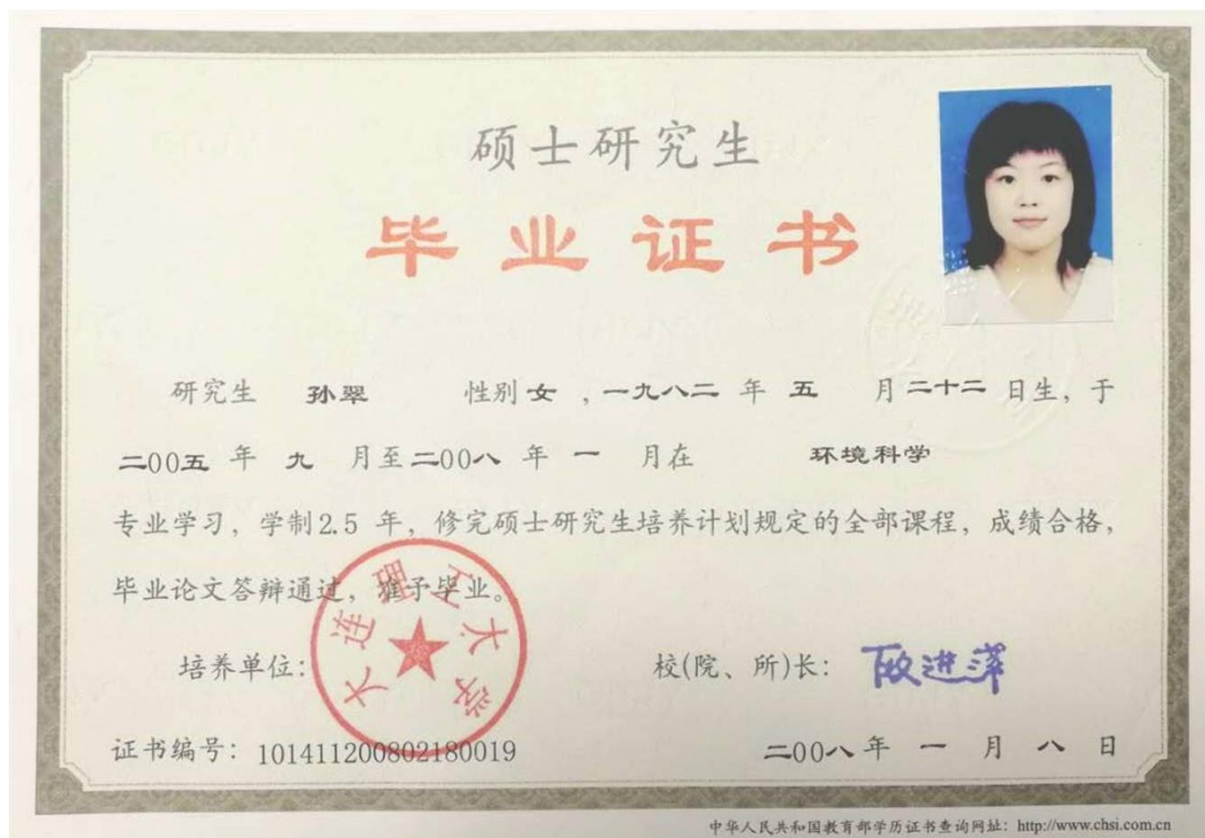 硕士研究生
毕业证书
研究生 孙翠 性别 女 ,一九八二 年 五 月 二十二 日生, 于
二00五 年 九 月至 二00八 年 一 月在 环境科学
专业学习, 学制2.5 年, 修完硕士研究生培养计划规定的全部课程, 成绩合格,
毕业论文答辩通过, 准予毕业。
大连理工大学
培养单位: 校(院、所)长:
证书编号: 101411200802180019 二00八年 一 月 八 日
中华人民共和国教育部学历证书查询网址: http://www.chsi.com.cn